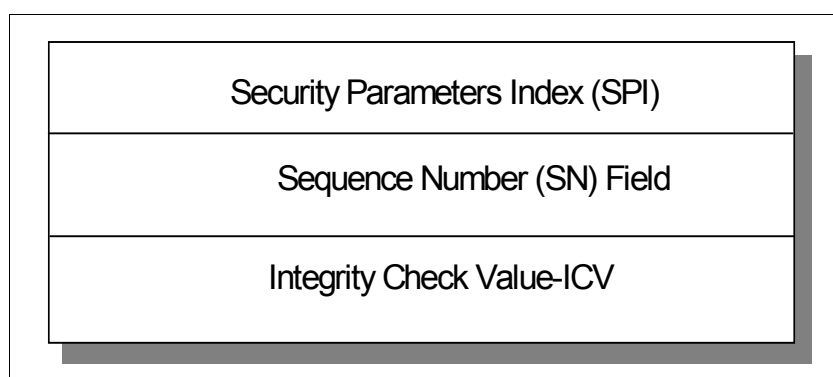 Security Parameters Index (SPI)
Sequence Number (SN) Field
Integrity Check Value-ICV